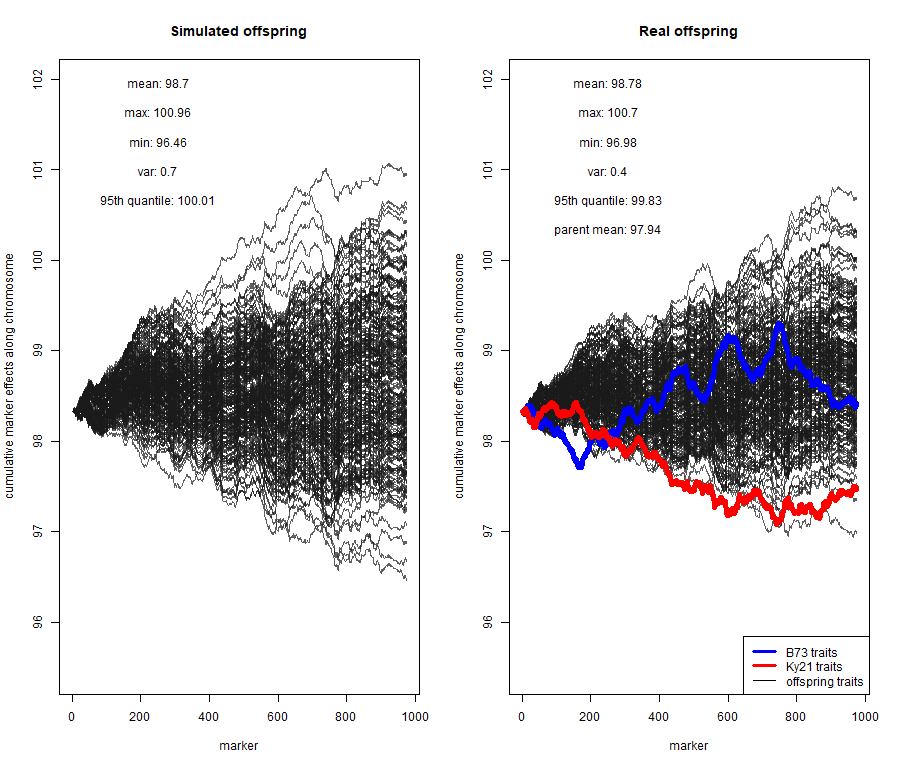 Simulated offspring
mean: 98.7
max: 100.96
min: 96.46
var: 0.7
95th quantile: 100.01
cumulative marker effects along chromosome
102
101
100
99
98
97
96
0
200
400
600
800
1000
marker
Real offspring
mean: 98.78
max: 100.7
min: 96.98
var: 0.4
95th quantile: 99.83
parent mean: 97.94
cumulative marker effects along chromosome
102
101
100
99
98
97
96
B73 traits
Ky21 traits
offspring traits
0
200
400
600
800
1000
marker